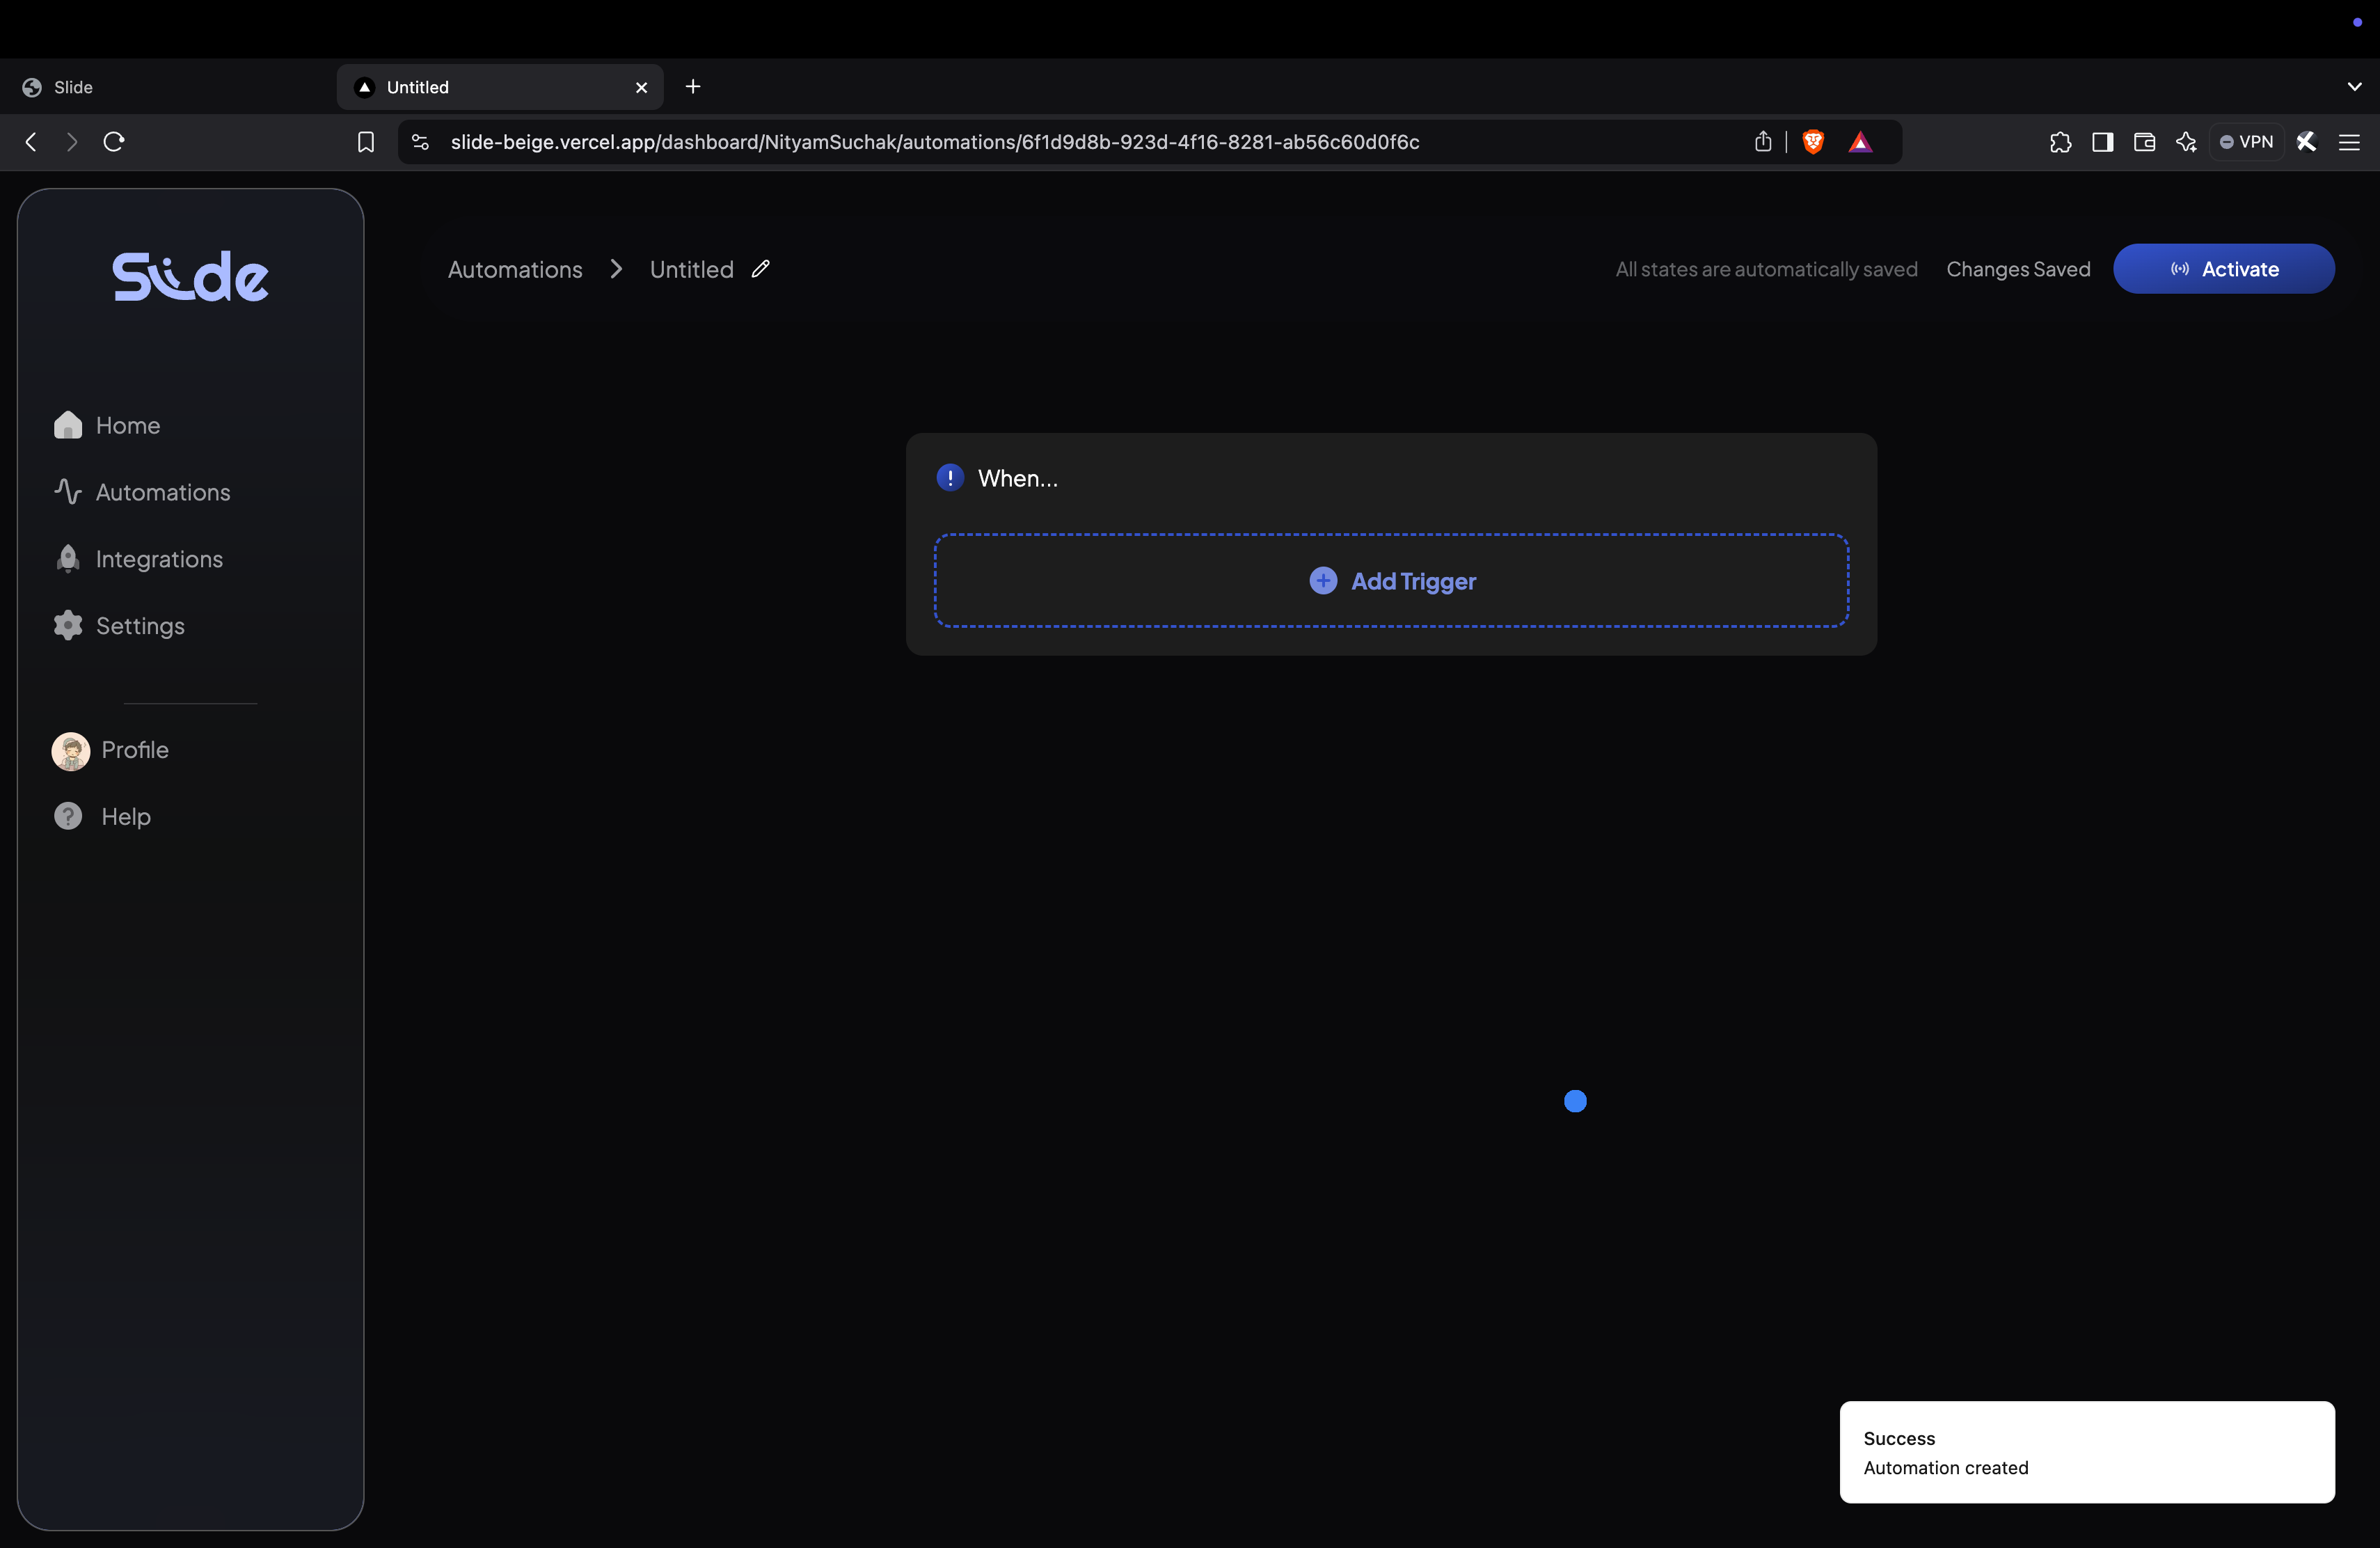 Slide
Untitled
slide-beige.vercel.app/dashboard/NityamSuchak/automations/6f1d9d8b-923d-4f16-8281-ab56c60d0f6c
VPN
Slide
Automations > Untitled
All states are automatically saved
Changes Saved
Activate
Home
Automations
Integrations
Settings
Profile
Help
When...
Add Trigger
Success
Automation created